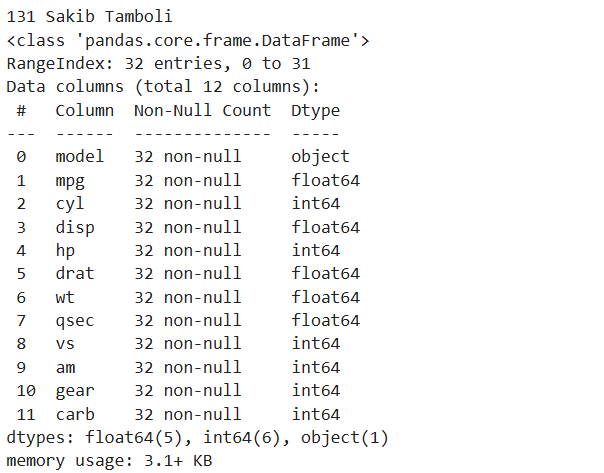 131 Sakib Tamboli
<class 'pandas.core.frame.DataFrame'>
RangeIndex: 32 entries, 0 to 31
Data columns (total 12 columns):
 #   Column  Non-Null Count  Dtype
---  ------  --------------  -----
 0   model   32 non-null     object
 1   mpg     32 non-null     float64
 2   cyl     32 non-null     int64
 3   disp    32 non-null     float64
 4   hp      32 non-null     int64
 5   drat    32 non-null     float64
 6   wt      32 non-null     float64
 7   qsec    32 non-null     float64
 8   vs      32 non-null     int64
 9   am      32 non-null     int64
 10  gear    32 non-null     int64
 11  carb    32 non-null     int64
dtypes: float64(5), int64(6), object(1)
memory usage: 3.1+ KB